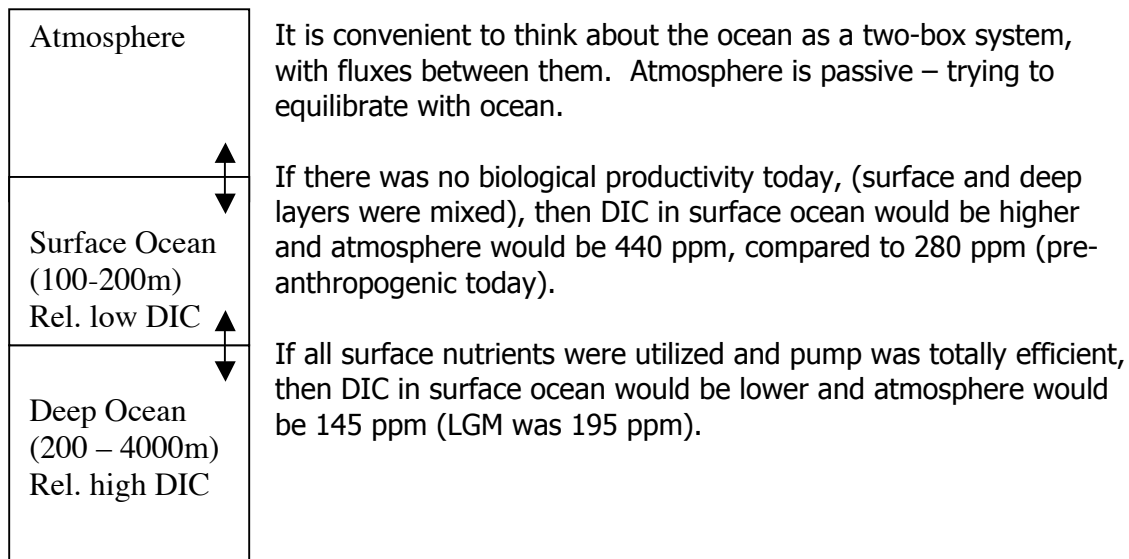 Atmosphere
Surface Ocean
(100-200m)
Rel. low DIC
Deep Ocean
(200 – 4000m)
Rel. high DIC
It is convenient to think about the ocean as a two-box system,
with fluxes between them.  Atmosphere is passive – trying to
equilibrate with ocean.
If there was no biological productivity today, (surface and deep
layers were mixed), then DIC in surface ocean would be higher
and atmosphere would be 440 ppm, compared to 280 ppm (pre-
anthropogenic today).
If all surface nutrients were utilized and pump was totally efficient,
then DIC in surface ocean would be lower and atmosphere would
be 145 ppm (LGM was 195 ppm).